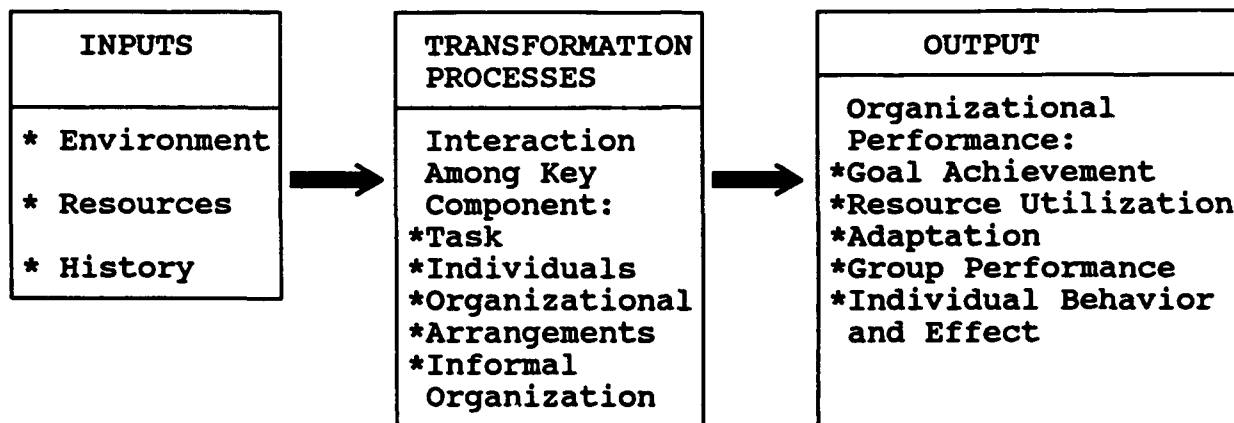 INPUTS
* Environment
* Resources
* History
TRANSFORMATION
PROCESSES
Interaction
Among Key
Component:
*Task
*Individuals
*Organizational
*Arrangements
*Informal
Organization
OUTPUT
Organizational
Performance:
*Goal Achievement
*Resource Utilization
*Adaptation
*Group Performance
*Individual Behavior
and Effect